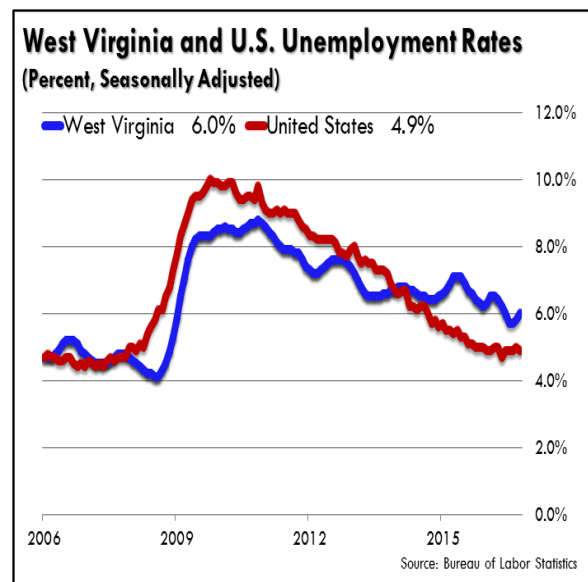 West Virginia and U.S. Unemployment Rates
(Percent, Seasonally Adjusted)
12.0%
West Virginia 6.0% United States 4.9%
10.0%
8.0%
6.0%
4.0%
2.0%
0.0%
2006 2009 2012 2015
Source: Bureau of Labor Statistics